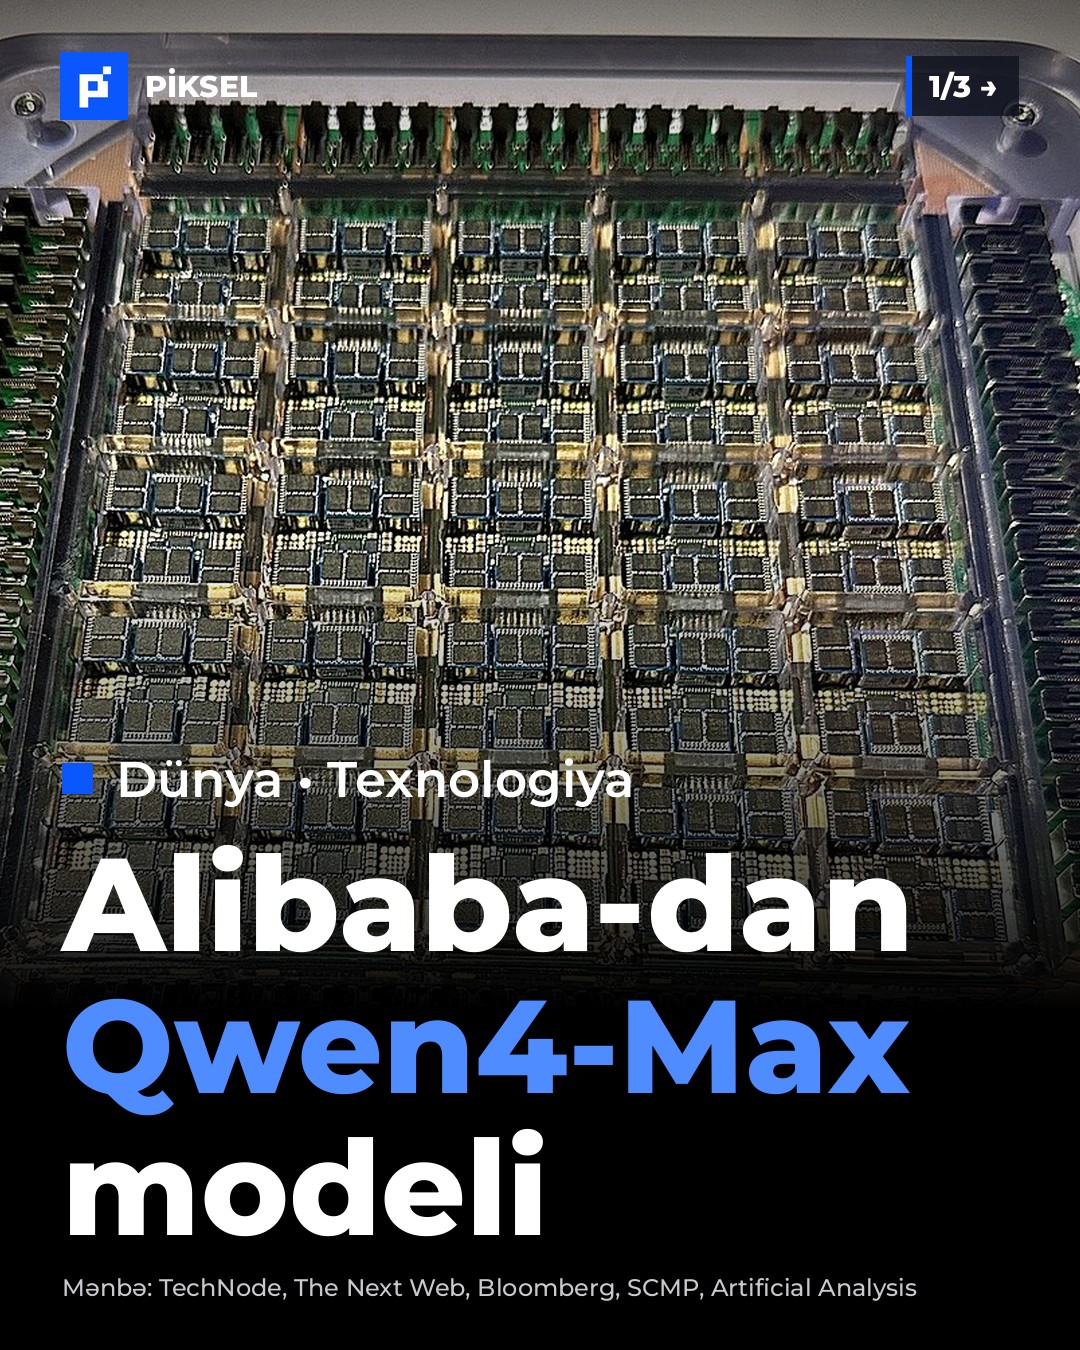 PİKSEL
1/3 →
Dünya • Texnologiya
Alibaba-dan
Qwen4-Max
modeli
Mənbə: TechNode, The Next Web, Bloomberg, SCMP, Artificial Analysis